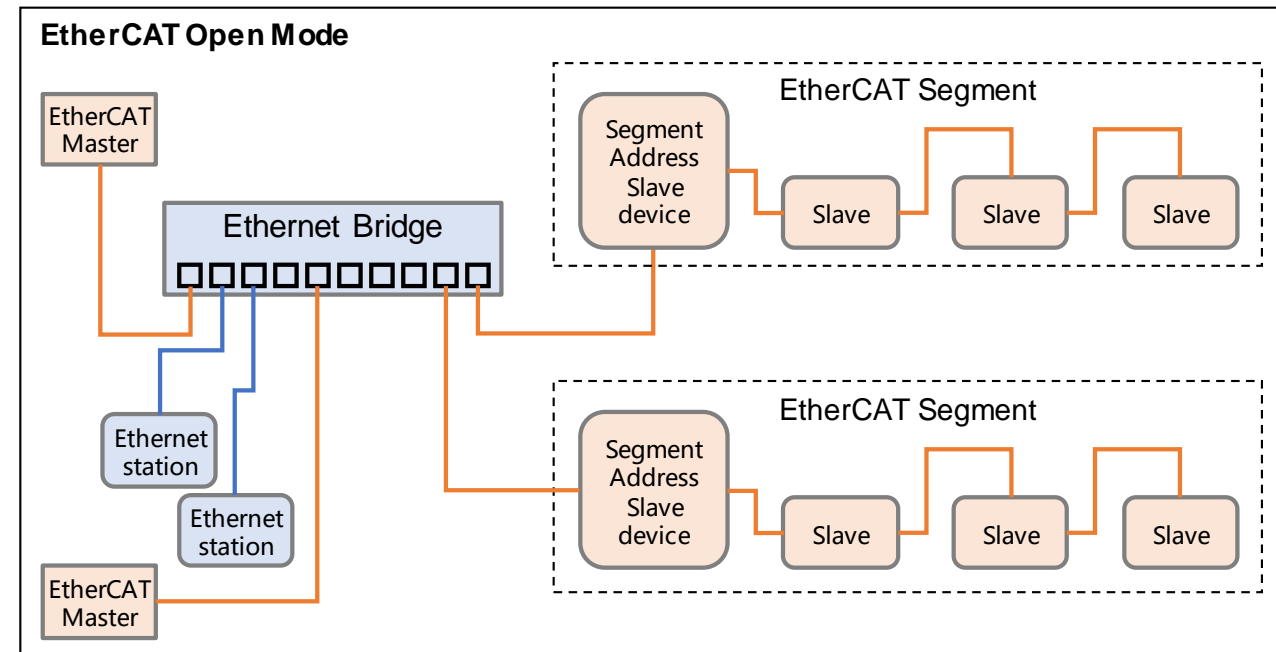 EtherCAT Open Mode
EtherCAT
Master
Ethernet Bridge
Ethernet
station
Ethernet
station
EtherCAT
Master
EtherCAT Segment
Segment
Address
Slave
device
Slave
Slave
Slave
EtherCAT Segment
Segment
Address
Slave
device
Slave
Slave
Slave